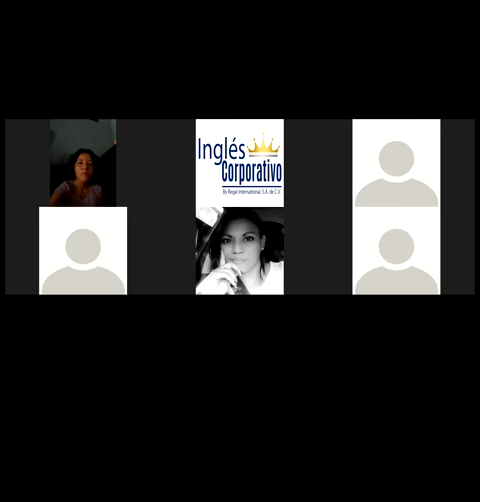 Inglés
Corporativo
By Regal International, S.A. de C.V.